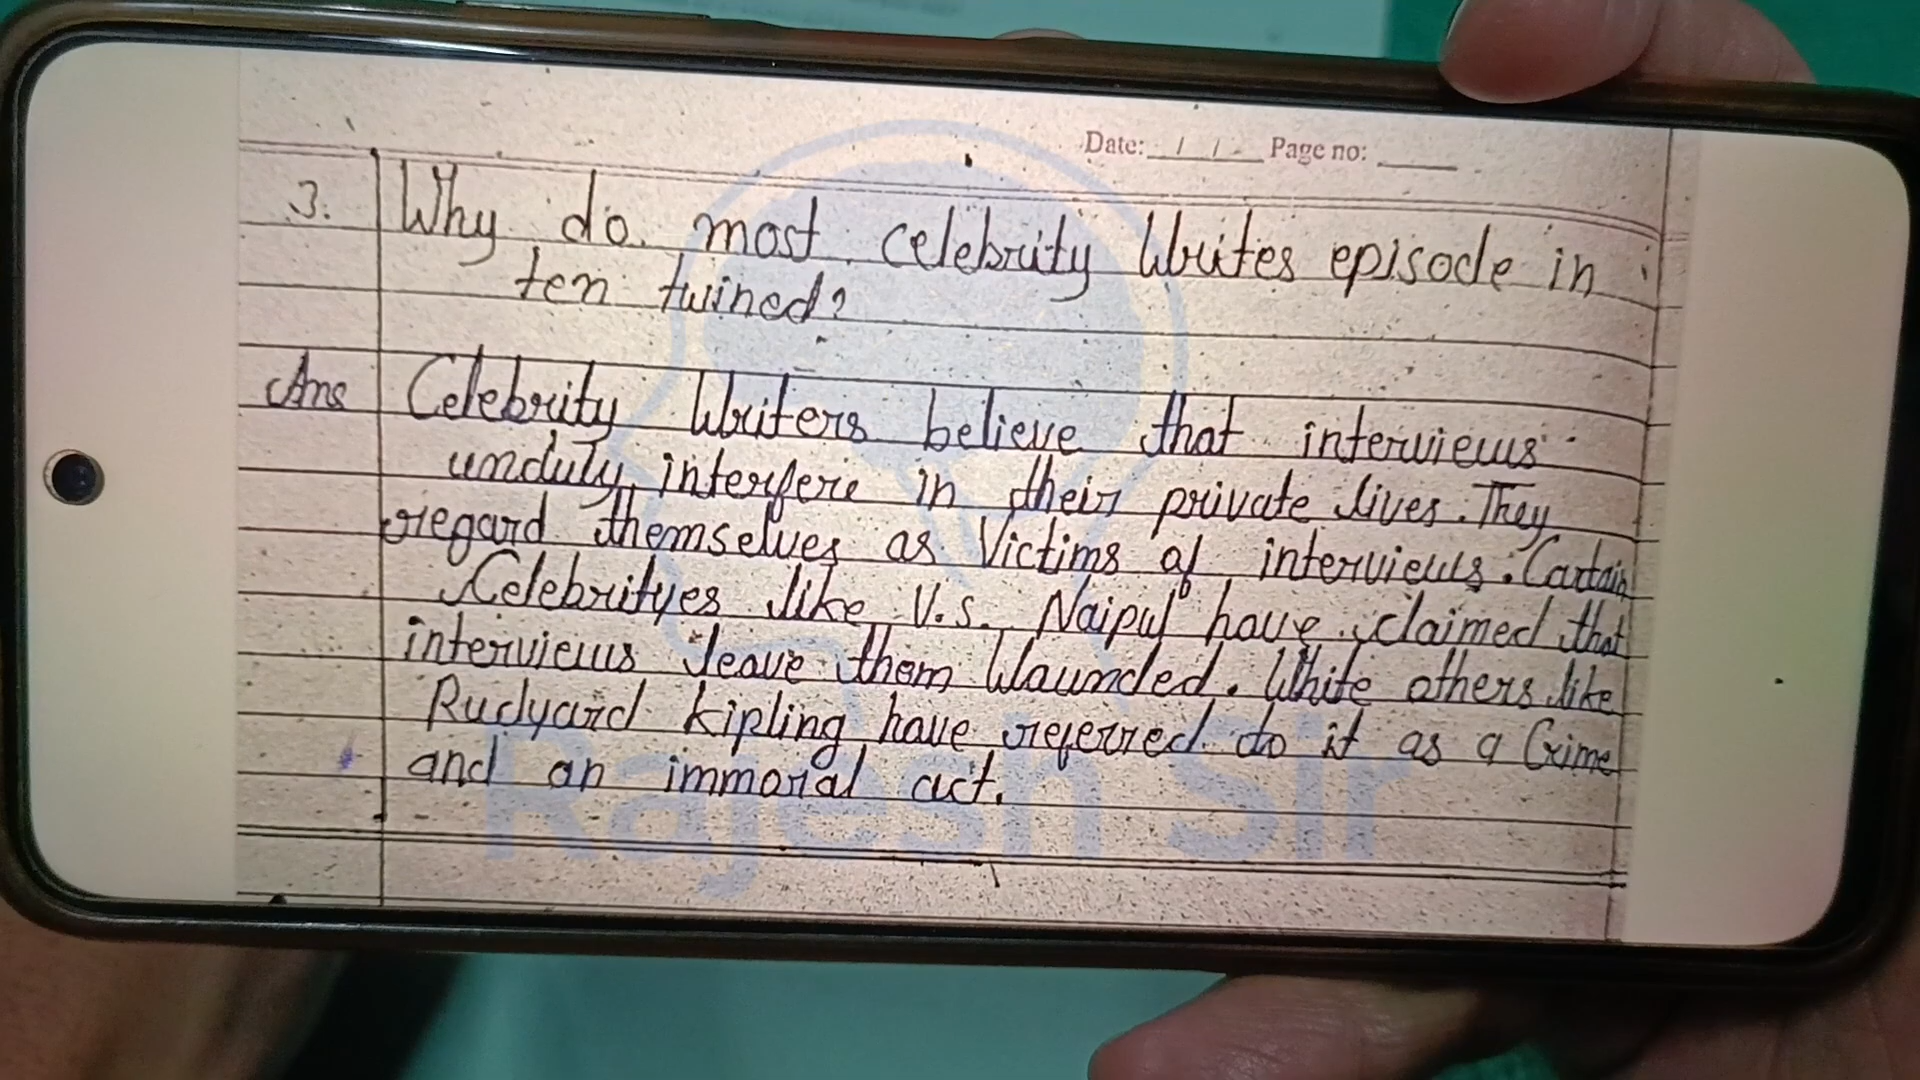 Date: / / Page no:
3. Why do most celebrity Writes episode in
ten twined?
Ans Celebrity Writers believe that interviews
unduly interfere in their private lives. They
regard themselves as Victims of interviews. Cartain
Celebrityes like V.S. Naipul have claimed that
interviews leave them Waunded. White others like
Rudyard kipling have referred do it as a Crime
and an immoral act.
Rajesh Sir